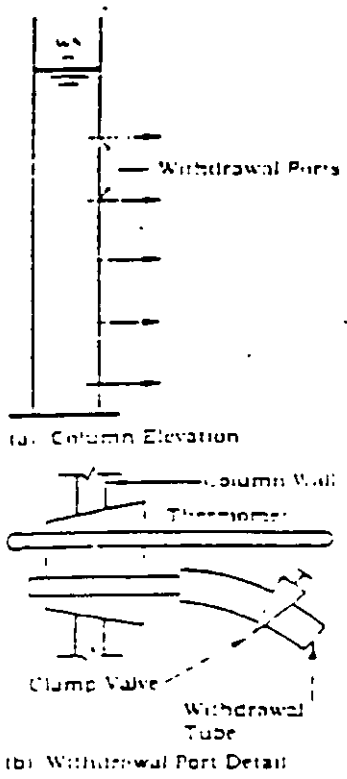 Withdrawal Ports
(a) Column Elevation
Column Wall
Thermometer
Clamp Valve
Withdrawal
Tube
(b) Withdrawal Port Detail